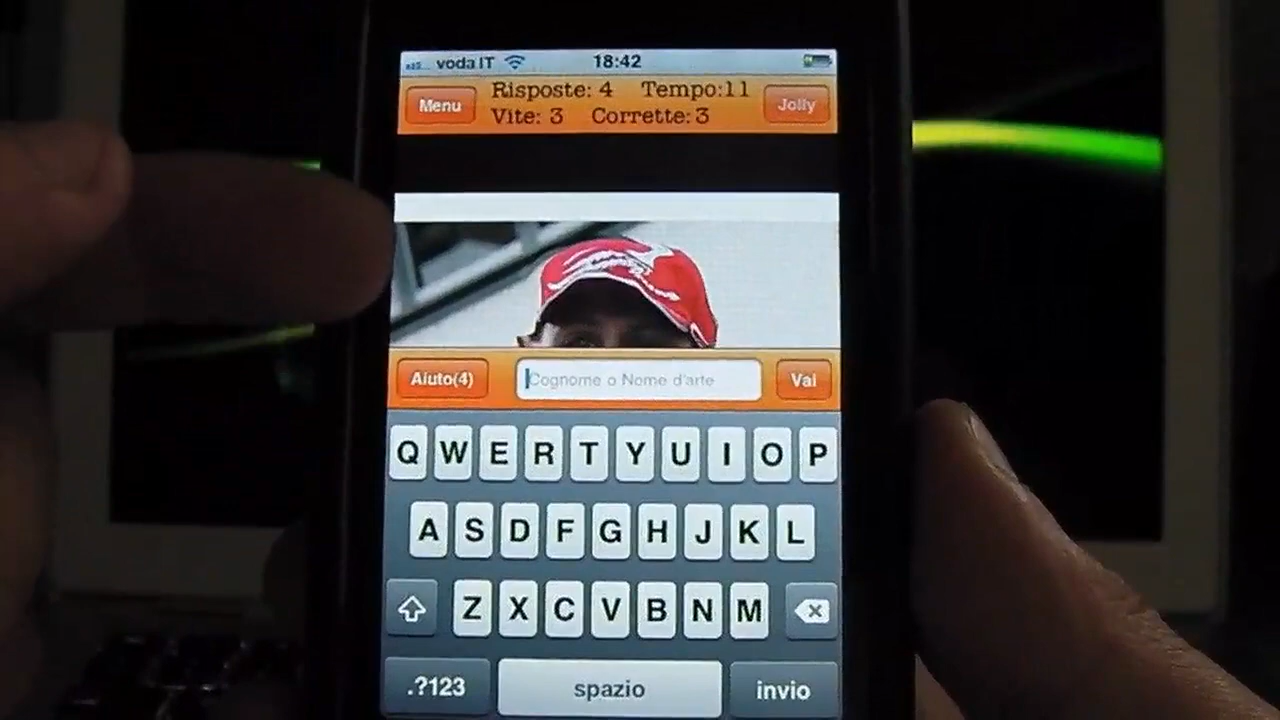 voda IT 18:42
Menu Risposte: 4 Tempo:11 Jolly
Vite: 3 Corrette: 3
Aiuto(4) Cognome o Nome d'arte Vai
Q W E R T Y U I O P
A S D F G H J K L
Z X C V B N M
.?123 spazio invio